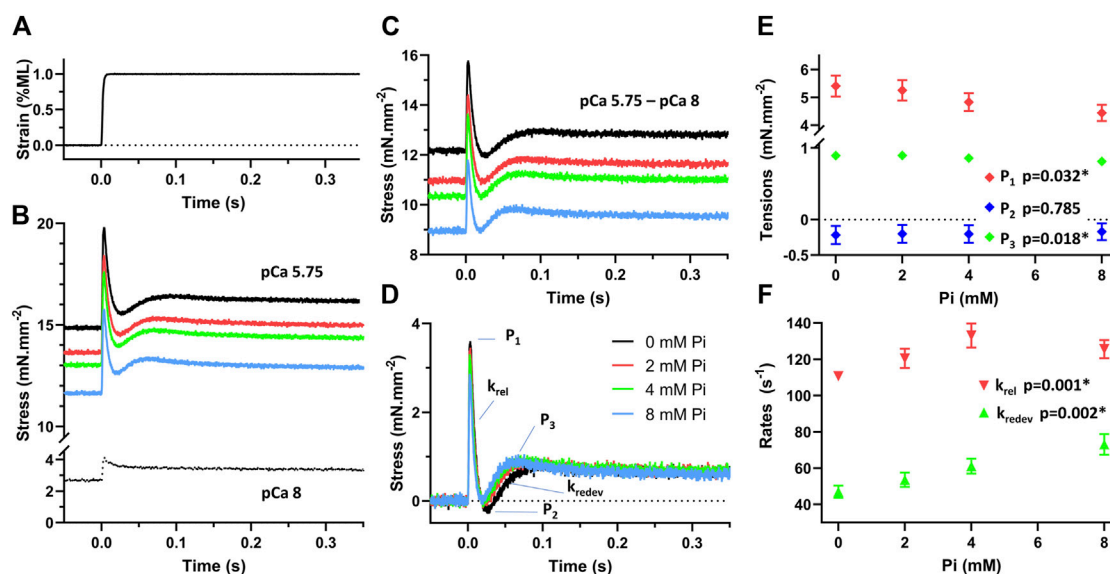 A
Strain (%ML)
1.0
0.5
0.0
0.0 0.1 0.2 0.3
Time (s)
B
Stress (mN.mm-2)
20
15
10
4
2
0
pCa 5.75
pCa 8
0.0 0.1 0.2 0.3
Time (s)
C
Stress (mN.mm-2)
16
14
12
10
8
pCa 5.75 – pCa 8
0.0 0.1 0.2 0.3
Time (s)
D
Stress (mN.mm-2)
4
2
0
P1
krel
P3
kredev
P2
0 mM Pi
2 mM Pi
4 mM Pi
8 mM Pi
0.0 0.1 0.2 0.3
Time (s)
E
Tensions (mN.mm-2)
6
5
4
1
0
-0.5
P1 p=0.032*
P2 p=0.785
P3 p=0.018*
0 2 4 6 8
Pi (mM)
F
Rates (s-1)
140
120
100
80
60
40
krel p=0.001*
kredev p=0.002*
0 2 4 6 8
Pi (mM)